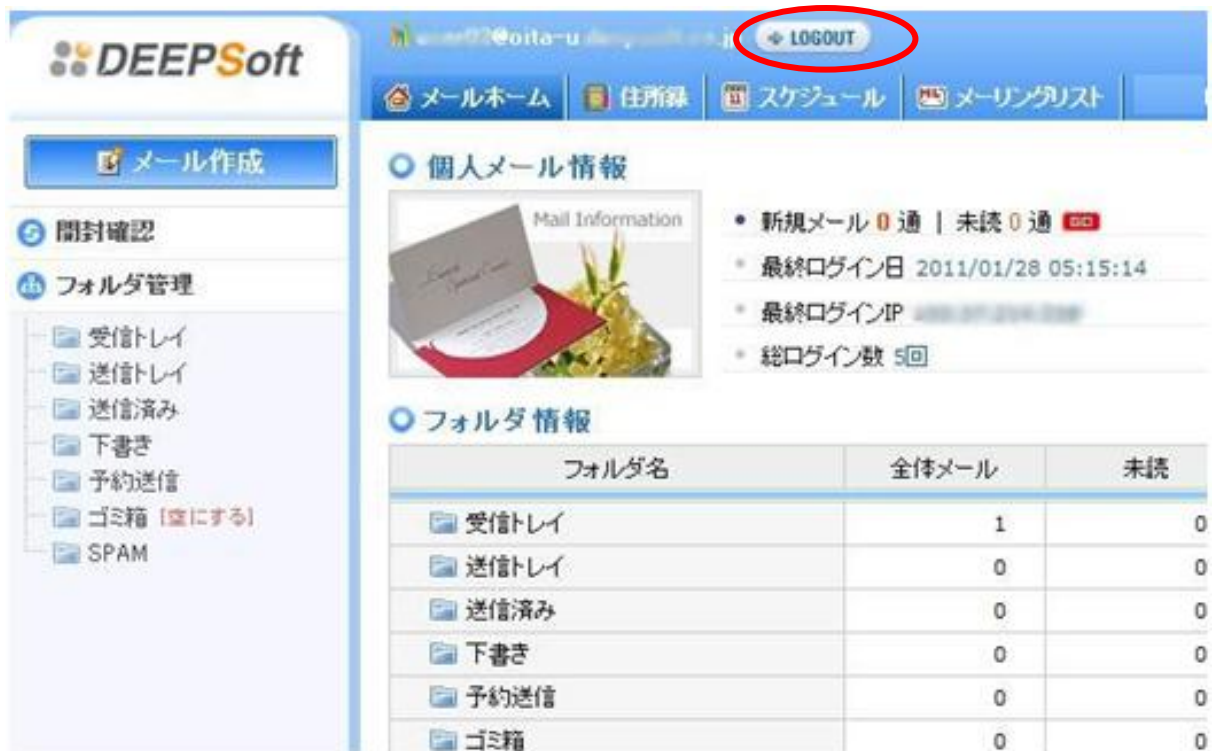 DEEPSoft
@oita-u
LOGOUT
メールホーム 住所録 スケジュール メーリングリスト
メール作成
開封確認
フォルダ管理
受信トレイ
送信トレイ
送信済み
下書き
予約送信
ゴミ箱 [空にする]
SPAM
個人メール情報
Mail Information
新規メール 0 通 | 未読 0 通 GO
最終ログイン日 2011/01/28 05:15:14
最終ログインIP
総ログイン数 5回
フォルダ情報
フォルダ名 全体メール 未読
受信トレイ 1 0
送信トレイ 0 0
送信済み 0 0
下書き 0 0
予約送信 0 0
ゴミ箱 0 0